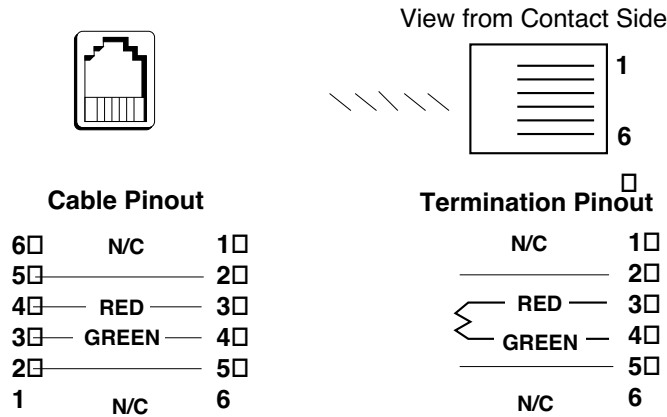 View from Contact Side
1
6
Cable Pinout
6 N/C 1
5 2
4 RED 3
3 GREEN 4
2 5
1 N/C 6
Termination Pinout
N/C 1
2
RED 3
GREEN 4
5
N/C 6